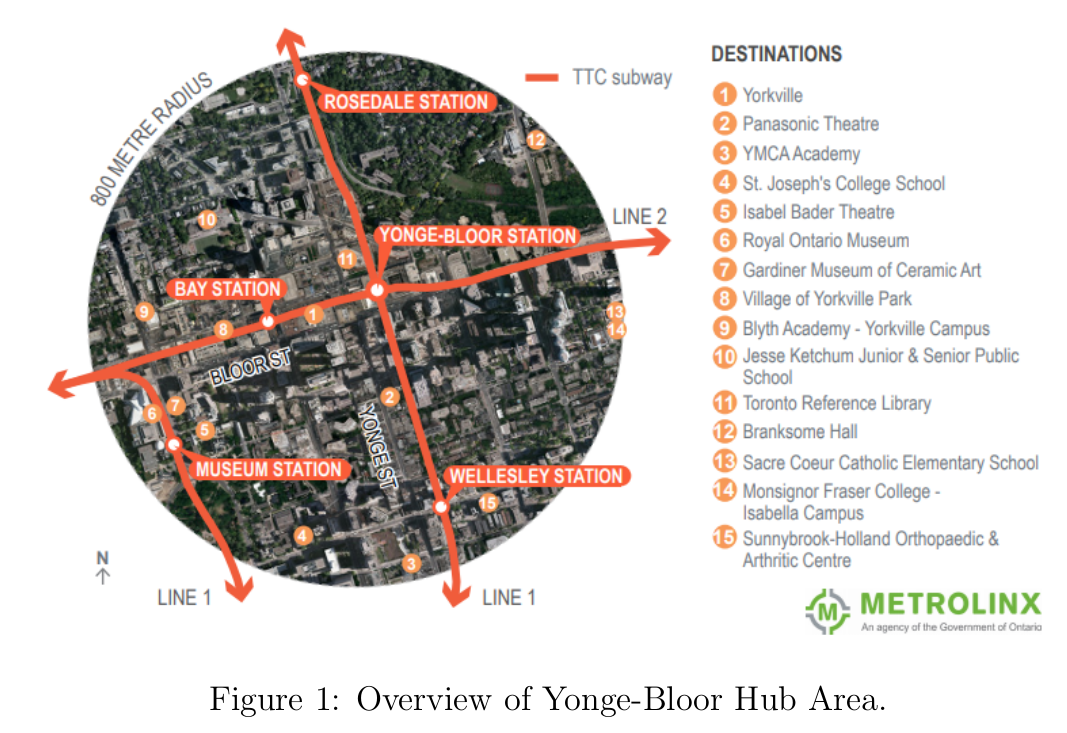 800 METRE RADIUS
TTC subway
ROSEDALE STATION
12
10
LINE 2
YONGE-BLOOR STATION
11
BAY STATION
9
8
1
13
14
BLOOR ST
2
6
7
5
YONGE ST
MUSEUM STATION
WELLESLEY STATION
15
4
3
N
LINE 1
LINE 1
DESTINATIONS
1 Yorkville
2 Panasonic Theatre
3 YMCA Academy
4 St. Joseph's College School
5 Isabel Bader Theatre
6 Royal Ontario Museum
7 Gardiner Museum of Ceramic Art
8 Village of Yorkville Park
9 Blyth Academy - Yorkville Campus
10 Jesse Ketchum Junior & Senior Public
School
11 Toronto Reference Library
12 Branksome Hall
13 Sacre Coeur Catholic Elementary School
14 Monsignor Fraser College -
Isabella Campus
15 Sunnybrook-Holland Orthopaedic &
Arthritic Centre
M METROLINX
An agency of the Government of Ontario
Figure 1: Overview of Yonge-Bloor Hub Area.